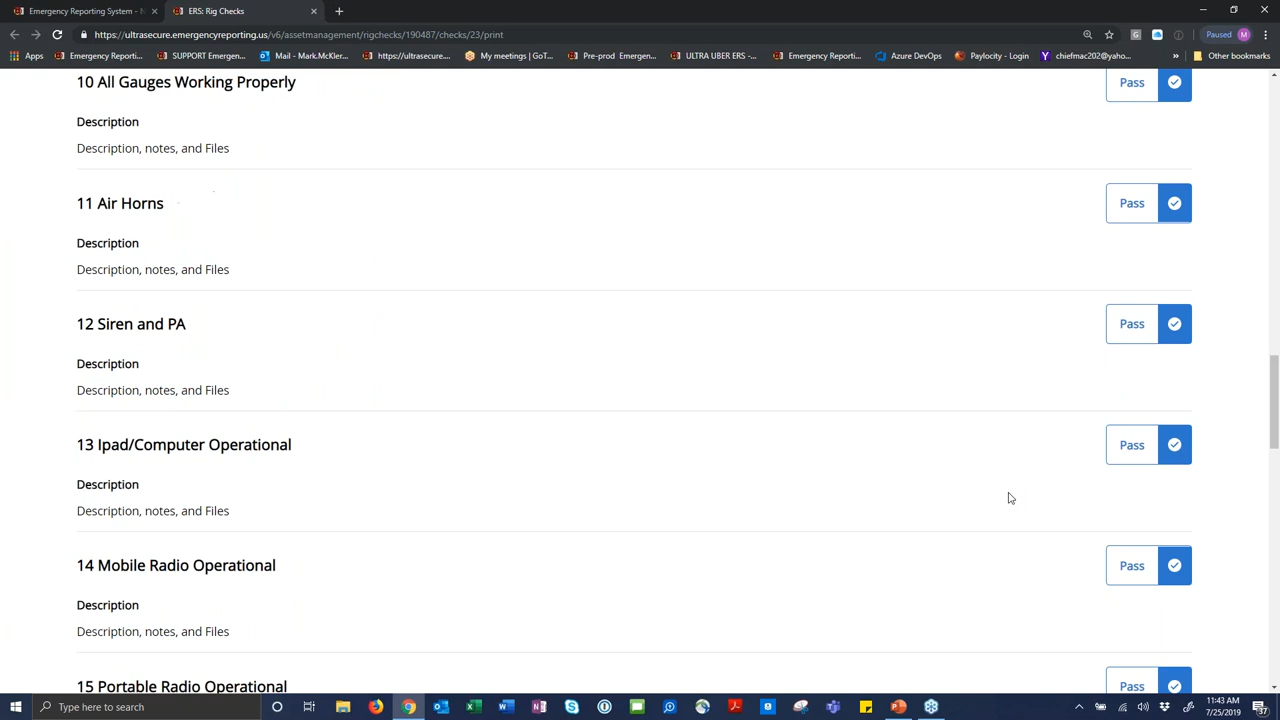 Emergency Reporting System - N
ERS: Rig Checks
https://ultrasecure.emergencyreporting.us/v6/assetmanagement/rigchecks/190487/checks/23/print
Paused
M
Apps
Emergency Reporti...
SUPPORT Emergen...
Mail - Mark.McKler...
https://ultrasecure...
My meetings | GoT...
Pre-prod Emergen...
ULTRA UBER ERS -...
Emergency Reporti...
Azure DevOps
Paylocity - Login
chiefmac202@yaho...
»
Other bookmarks
10 All Gauges Working Properly
Pass
Description
Description, notes, and Files
11 Air Horns
Pass
Description
Description, notes, and Files
12 Siren and PA
Pass
Description
Description, notes, and Files
13 Ipad/Computer Operational
Pass
Description
Description, notes, and Files
14 Mobile Radio Operational
Pass
Description
Description, notes, and Files
15 Portable Radio Operational
Pass
Type here to search
11:43 AM
7/25/2019